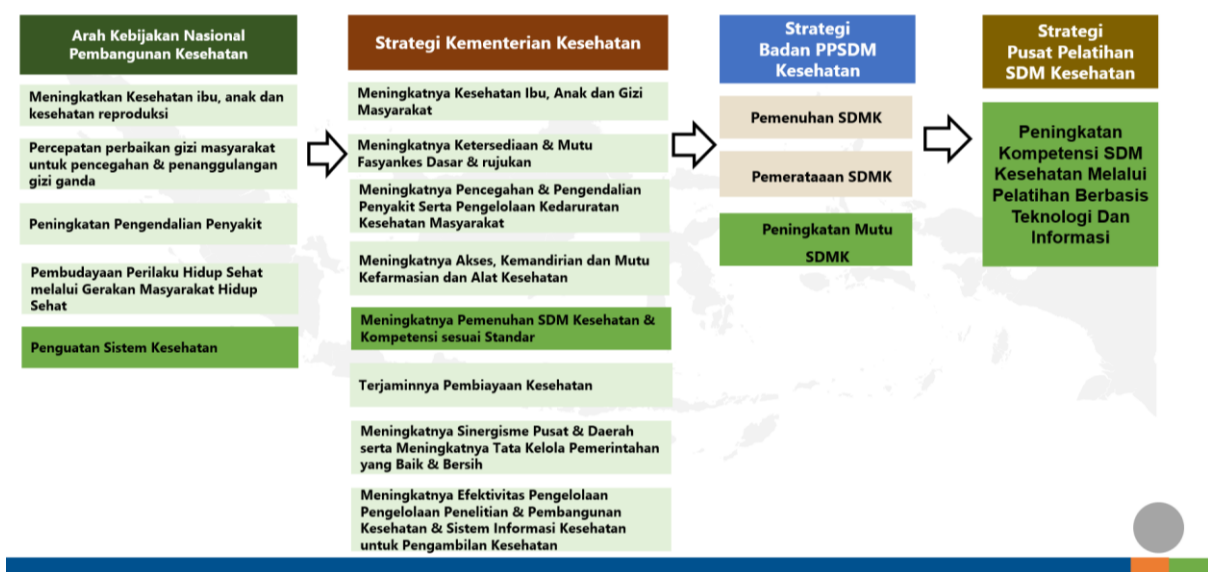 Arah Kebijakan Nasional
Pembangunan Kesehatan
Meningkatkan Kesehatan ibu, anak dan
kesehatan reproduksi
Percepatan perbaikan gizi masyarakat
untuk pencegahan & penanggulangan
gizi ganda
Peningkatan Pengendalian Penyakit
Pembudayaan Perilaku Hidup Sehat
melalui Gerakan Masyarakat Hidup
Sehat
Penguatan Sistem Kesehatan
Strategi Kementerian Kesehatan
Meningkatnya Kesehatan Ibu, Anak dan Gizi
Masyarakat
Meningkatnya Ketersediaan & Mutu
Fasyankes Dasar & rujukan
Meningkatnya Pencegahan & Pengendalian
Penyakit Serta Pengelolaan Kedaruratan
Kesehatan Masyarakat
Meningkatnya Akses, Kemandirian dan Mutu
Kefarmasian dan Alat Kesehatan
Meningkatnya Pemenuhan SDM Kesehatan &
Kompetensi sesuai Standar
Terjaminnya Pembiayaan Kesehatan
Meningkatnya Sinergisme Pusat & Daerah
serta Meningkatnya Tata Kelola Pemerintahan
yang Baik & Bersih
Meningkatnya Efektivitas Pengelolaan
Pengelolaan Penelitian & Pembangunan
Kesehatan & Sistem Informasi Kesehatan
untuk Pengambilan Kesehatan
Strategi
Badan PPSDM
Kesehatan
Pemenuhan SDMK
Pemerataaan SDMK
Peningkatan Mutu
SDMK
Strategi
Pusat Pelatihan
SDM Kesehatan
Peningkatan
Kompetensi SDM
Kesehatan Melalui
Pelatihan Berbasis
Teknologi Dan
Informasi